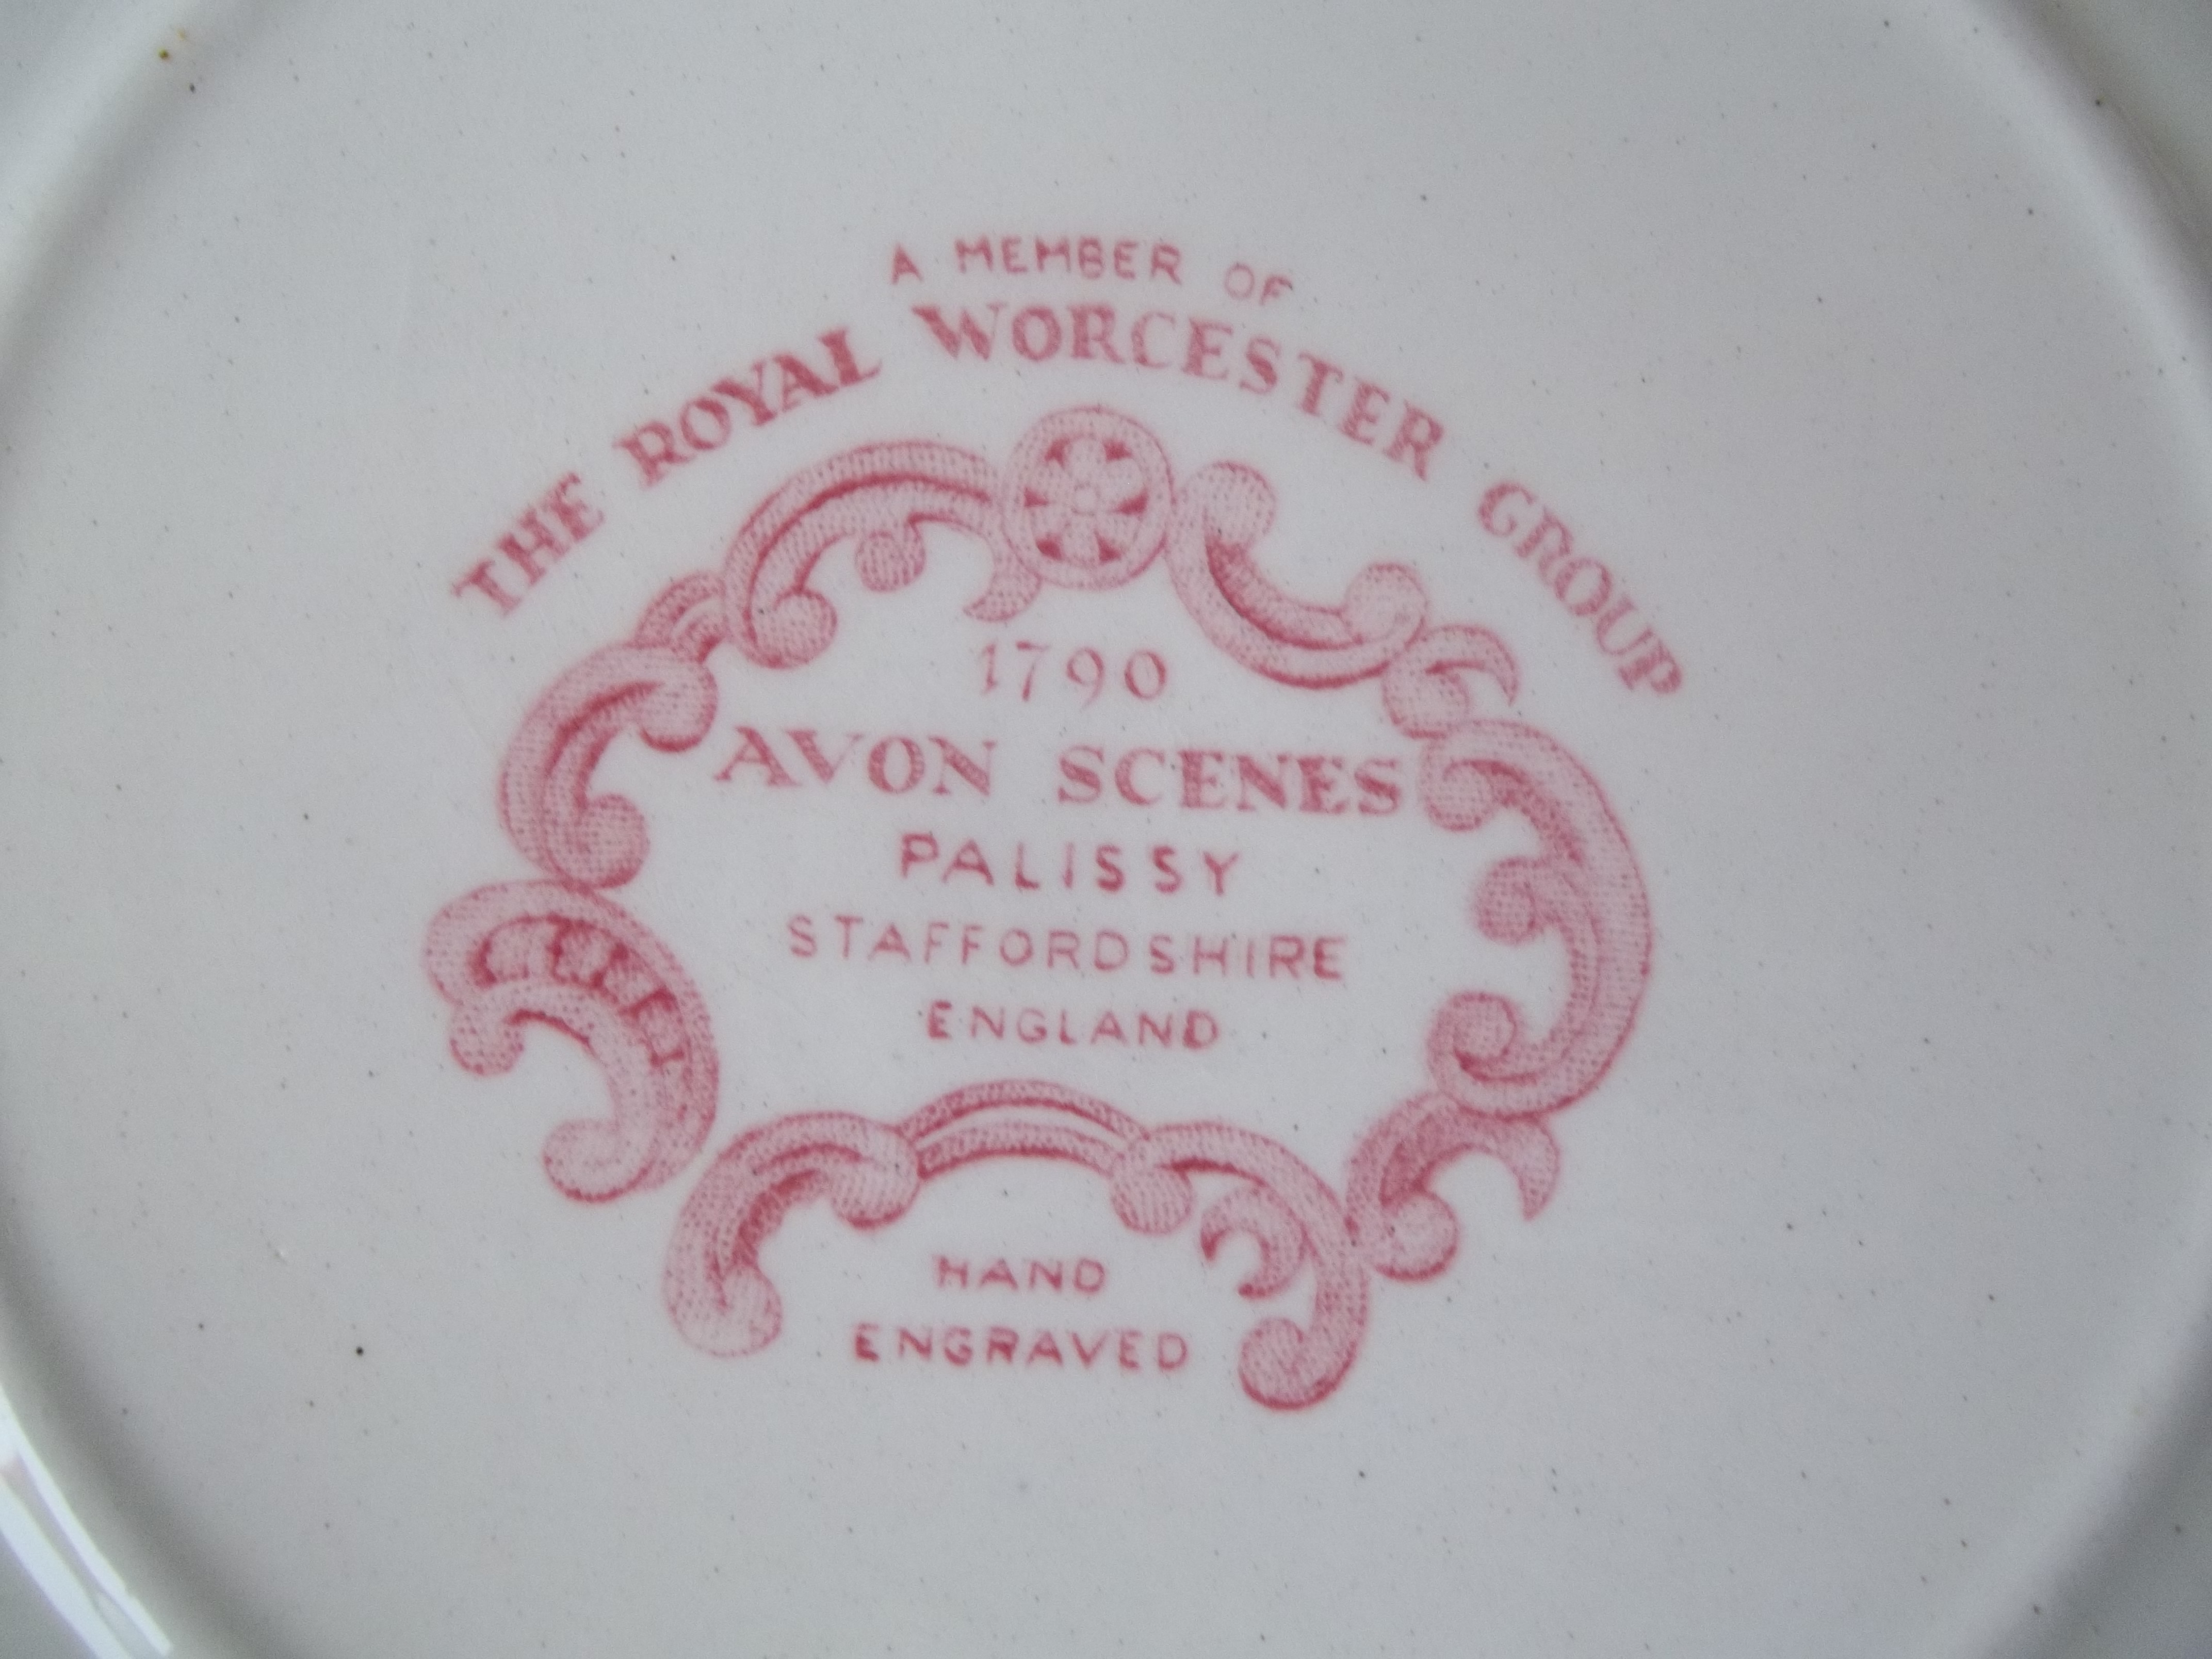 A MEMBER OF
THE ROYAL WORCESTER GROUP
1790
AVON SCENES
PALISSY
STAFFORDSHIRE
ENGLAND
HAND
ENGRAVED